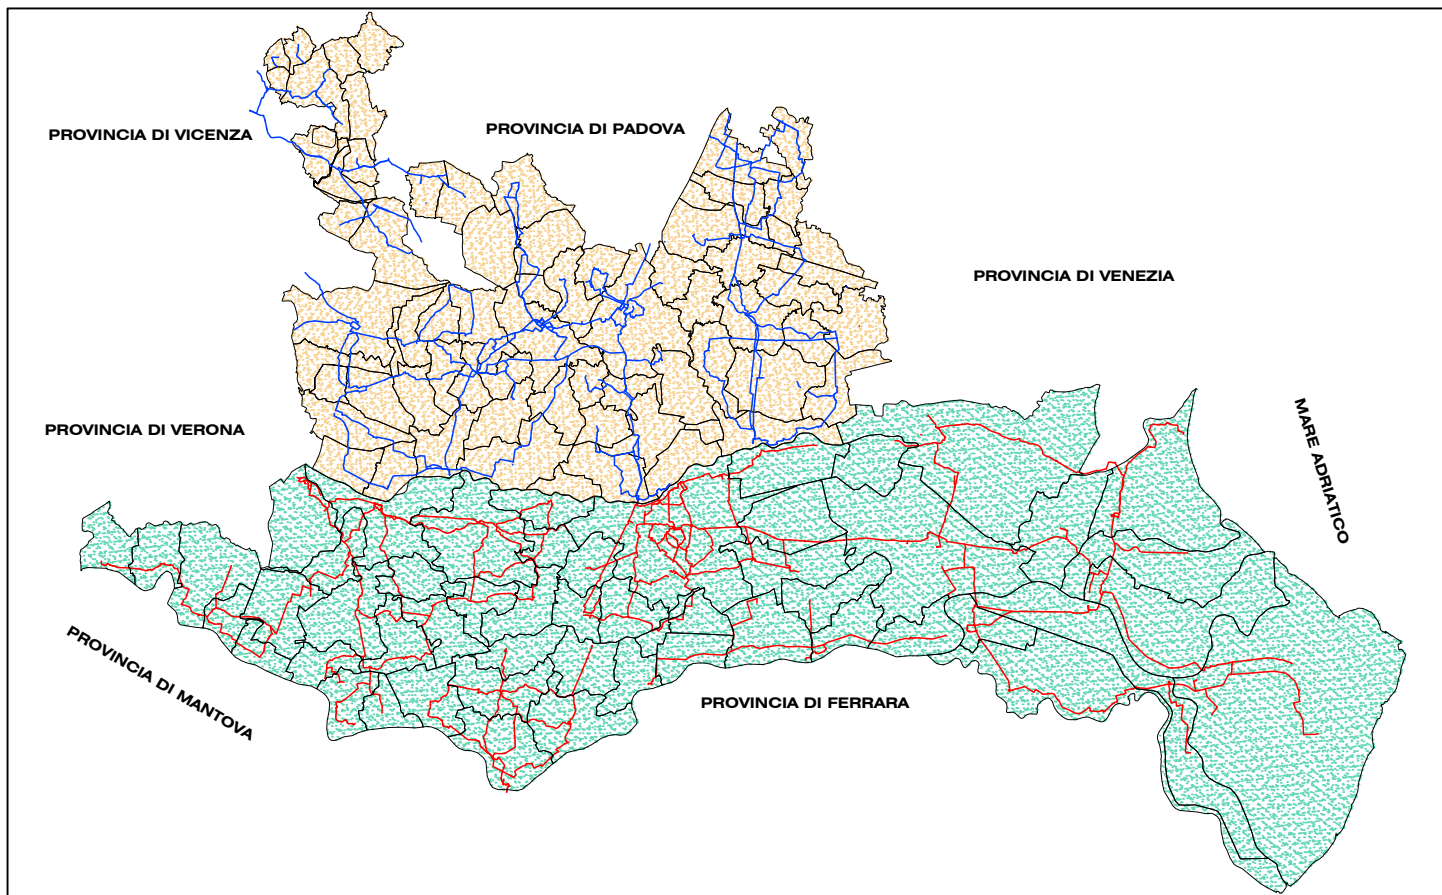 PROVINCIA DI VICENZA
PROVINCIA DI PADOVA
PROVINCIA DI VENEZIA
PROVINCIA DI VERONA
MARE ADRIATICO
PROVINCIA DI MANTOVA
PROVINCIA DI FERRARA